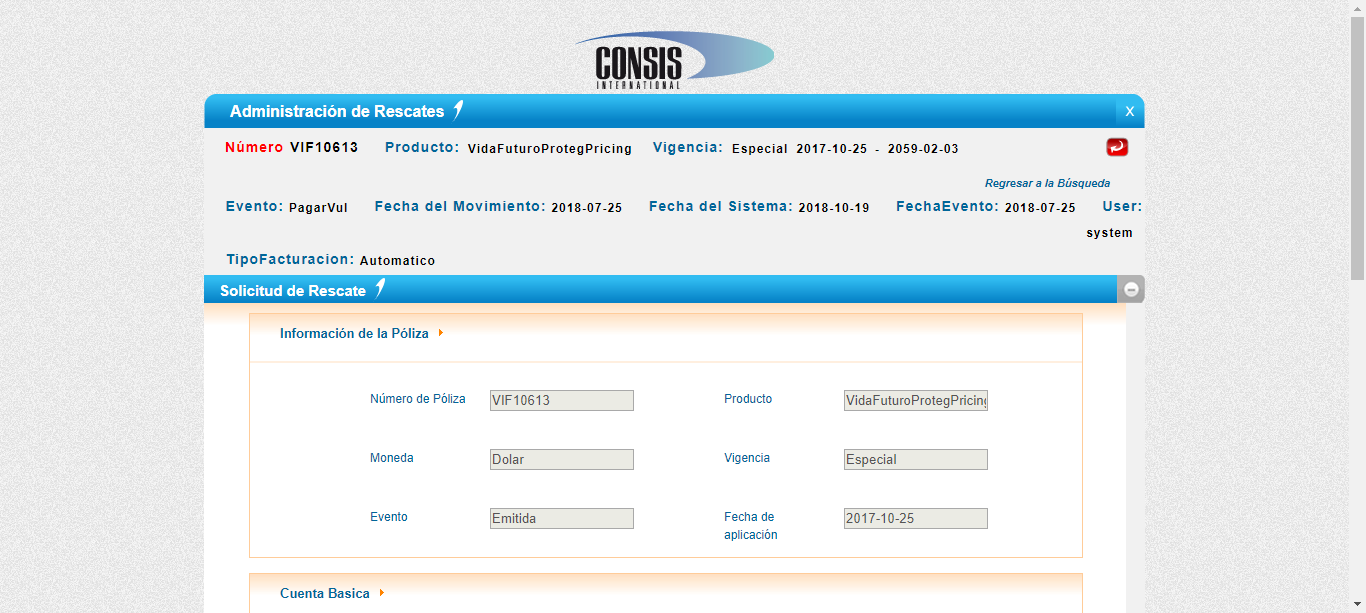 CONSIS
INTERNATIONAL
Administración de Rescates X
Número VIF10613 Producto: VidaFuturoProtegPricing Vigencia: Especial 2017-10-25 - 2059-02-03
Regresar a la Búsqueda
Evento: PagarVul Fecha del Movimiento: 2018-07-25 Fecha del Sistema: 2018-10-19 FechaEvento: 2018-07-25 User:
system
TipoFacturacion: Automatico
Solicitud de Rescate
Información de la Póliza
Número de Póliza VIF10613 Producto VidaFuturoProtegPricing
Moneda Dolar Vigencia Especial
Evento Emitida Fecha de
aplicación 2017-10-25
Cuenta Basica